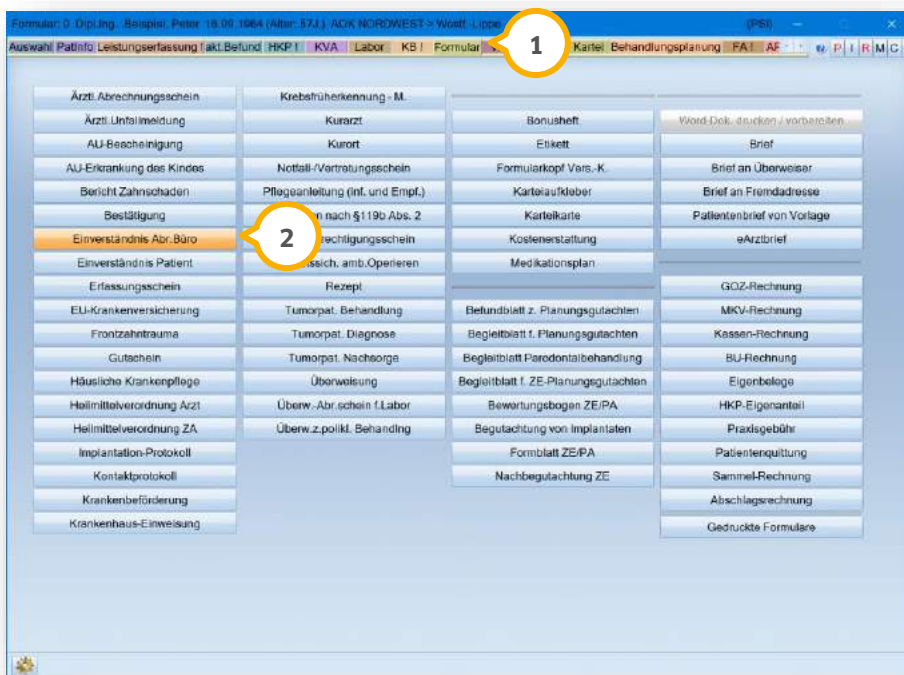 Formular: 0 Dipl.Ing. .Beispiel, Peter 18.09.1964 (Alter: 57J.) AOK NORDWEST > Westf.-Lippe (PSI)
Auswahl PatInfo Leistungserfassung akt.Befund HKP ! KVA Labor KB ! Formular Kartei Behandlungsplanung FA ! P I R M C
1
Ärztl.Abrechnungsschein
Ärztl.Unfallmeldung
AU-Bescheinigung
AU-Erkrankung des Kindes
Bericht Zahnschaden
Bestätigung
Einverständnis Abr.Büro
Einverständnis Patient
Erfassungsschein
EU-Krankenversicherung
Frontzahntrauma
Gutschein
Häusliche Krankenpflege
Heilmittelverordnung Arzt
Heilmittelverordnung ZA
Implantation-Protokoll
Kontaktprotokoll
Krankenbeförderung
Krankenhaus-Einweisung
2
Krebsfrüherkennung - M.
Kurarzt
Kurort
Notfall-/Vertretungsschein
Pflegeanleitung (Inf. und Empf.)
nach §119b Abs. 2
rechtigungsschein
ssich. amb.Operieren
Rezept
Tumorpat. Behandlung
Tumorpat. Diagnose
Tumorpat. Nachsorge
Überweisung
Überw.-Abr.schein f.Labor
Überw.z.polikl. Behandlng
Bonusheft
Etikett
Formularkopf Vers.-K.
Karteiaufkleber
Karteikarte
Kostenerstattung
Medikationsplan
Befundblatt z. Planungsgutachten
Begleitblatt f. Planungsgutachten
Begleitblatt Parodontalbehandlung
Begleitblatt f. ZE-Planungsgutachten
Bewertungsbogen ZE/PA
Begutachtung von Implantaten
Formblatt ZE/PA
Nachbegutachtung ZE
Word-Dok. drucken / vorbereiten
Brief
Brief an Überweiser
Brief an Fremdadresse
Patientenbrief von Vorlage
eArztbrief
GOZ-Rechnung
MKV-Rechnung
Kassen-Rechnung
BU-Rechnung
Eigenbelege
HKP-Eigenanteil
Praxisgebühr
Patientenquittung
Sammel-Rechnung
Abschlagsrechnung
Gedruckte Formulare